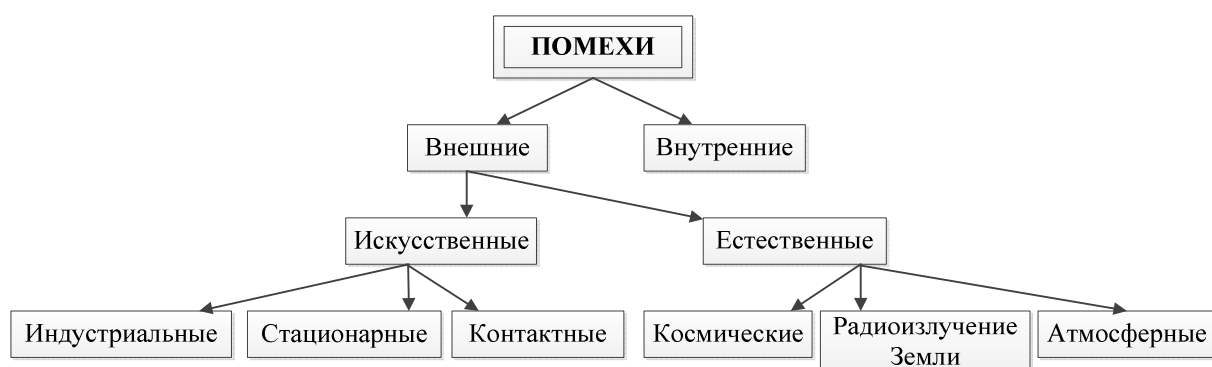 ПОМЕХИ
Внешние
Внутренние
Искусственные
Естественные
Индустриальные
Стационарные
Контактные
Космические
Радиоизлучение
Земли
Атмосферные